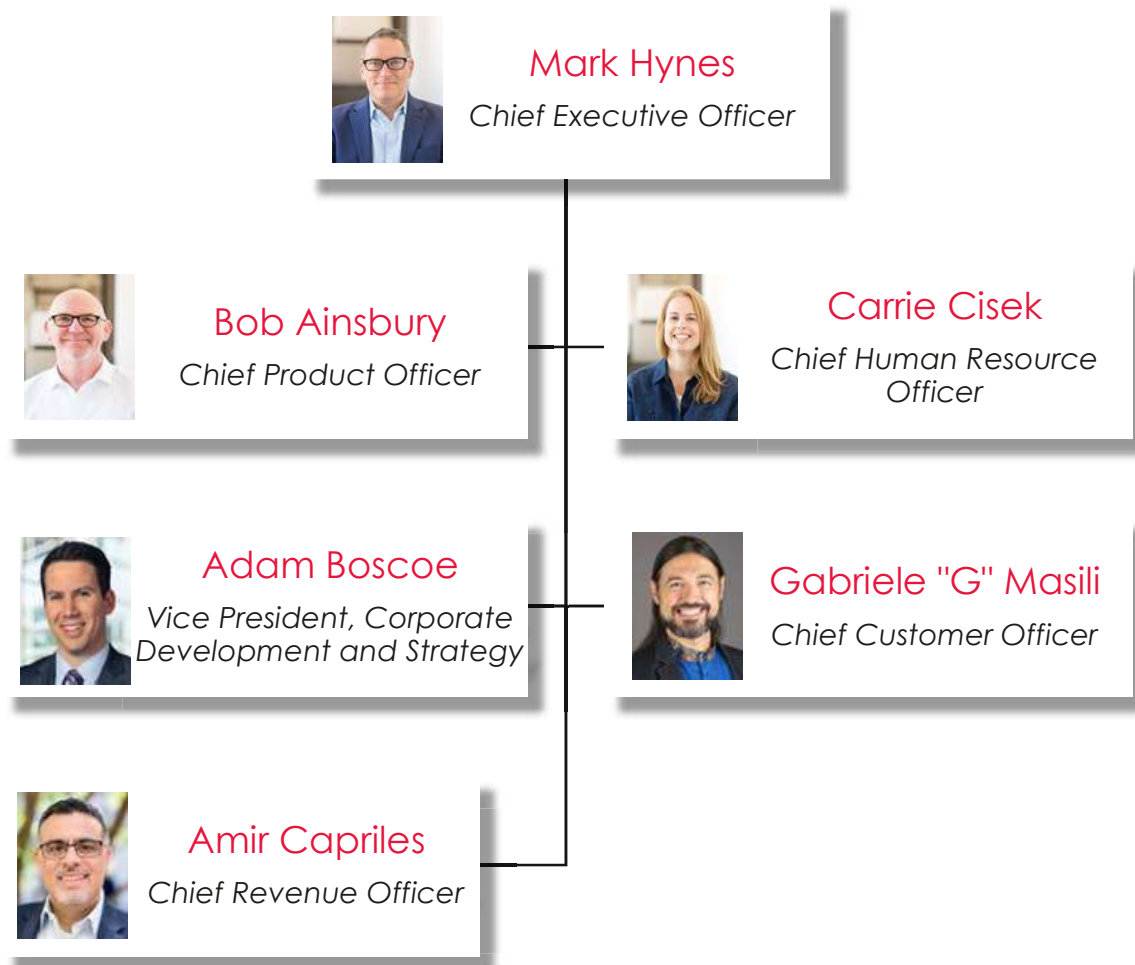 Mark Hynes
Chief Executive Officer
Bob Ainsbury
Chief Product Officer
Carrie Cisek
Chief Human Resource
Officer
Adam Boscoe
Vice President, Corporate
Development and Strategy
Gabriele "G" Masili
Chief Customer Officer
Amir Capriles
Chief Revenue Officer